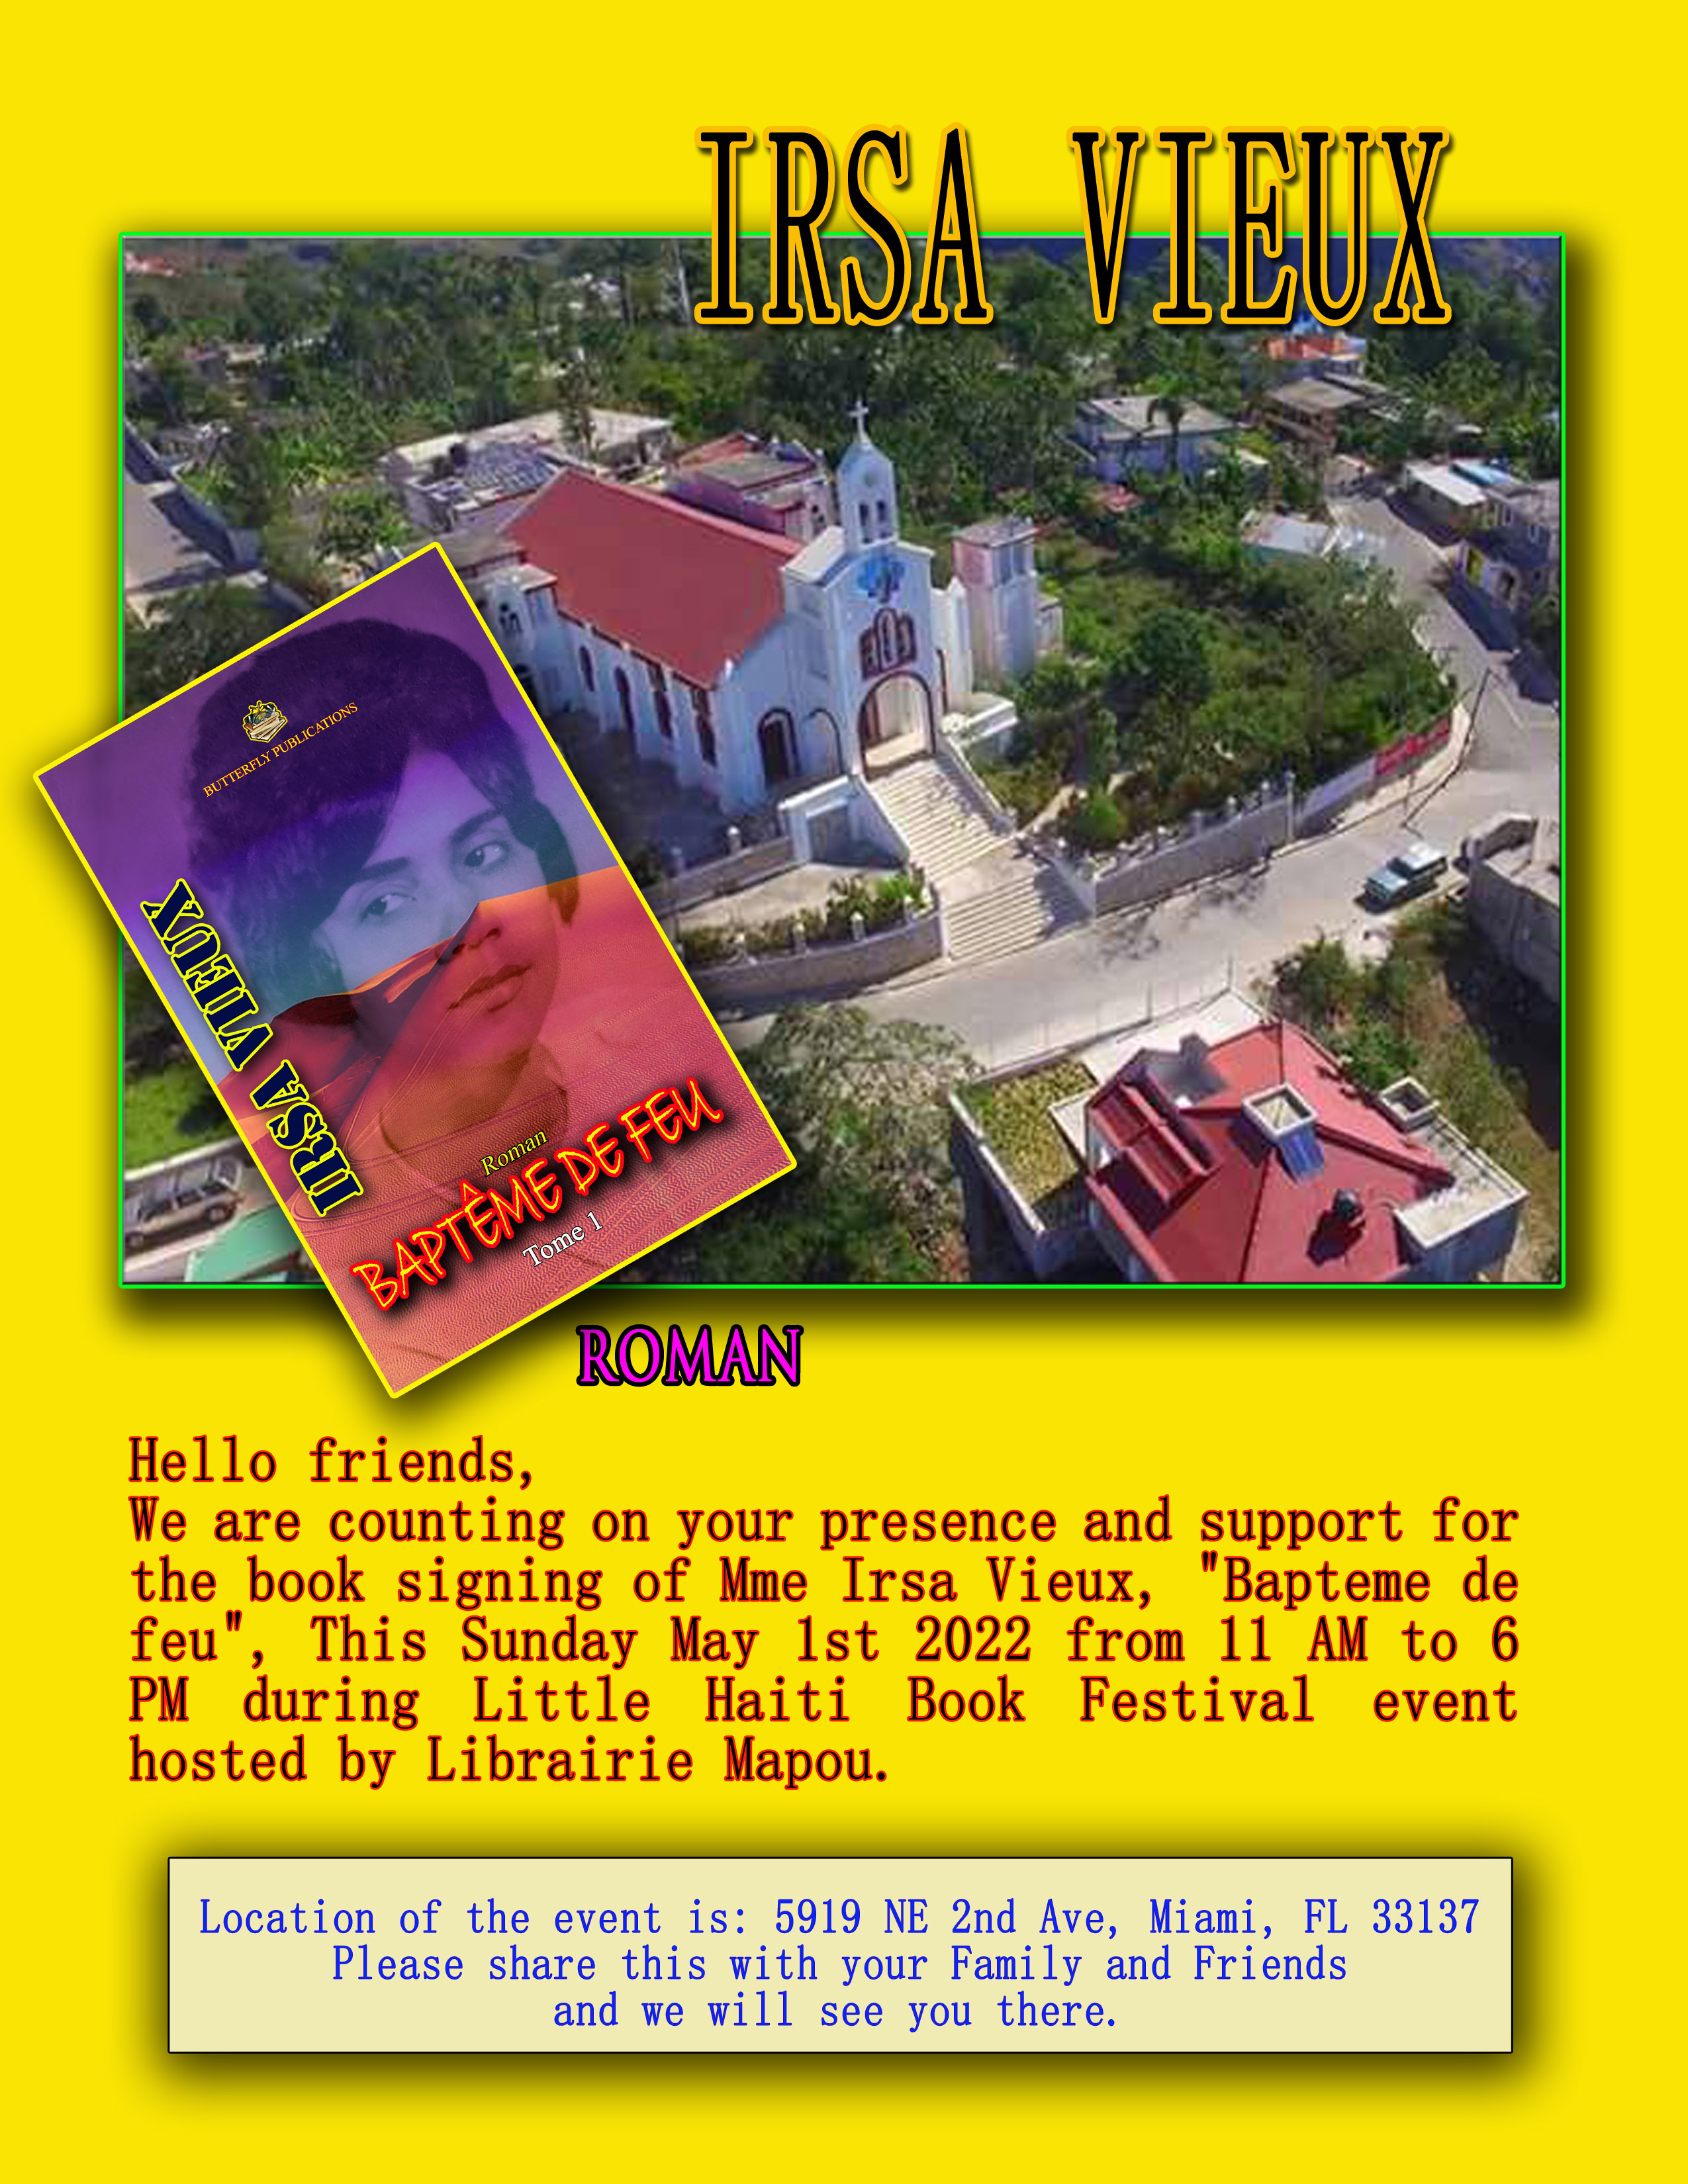 IRSA VIEUX
BUTTERFLY PUBLICATIONS
IRSA VIEUX
Roman
BAPTÊME DE FEU
Tome 1
ROMAN
Hello friends,
We are counting on your presence and support for
the book signing of Mme Irsa Vieux, "Bapteme de
feu", This Sunday May 1st 2022 from 11 AM to 6
PM during Little Haiti Book Festival event
hosted by Librairie Mapou.
Location of the event is: 5919 NE 2nd Ave, Miami, FL 33137
Please share this with your Family and Friends
and we will see you there.